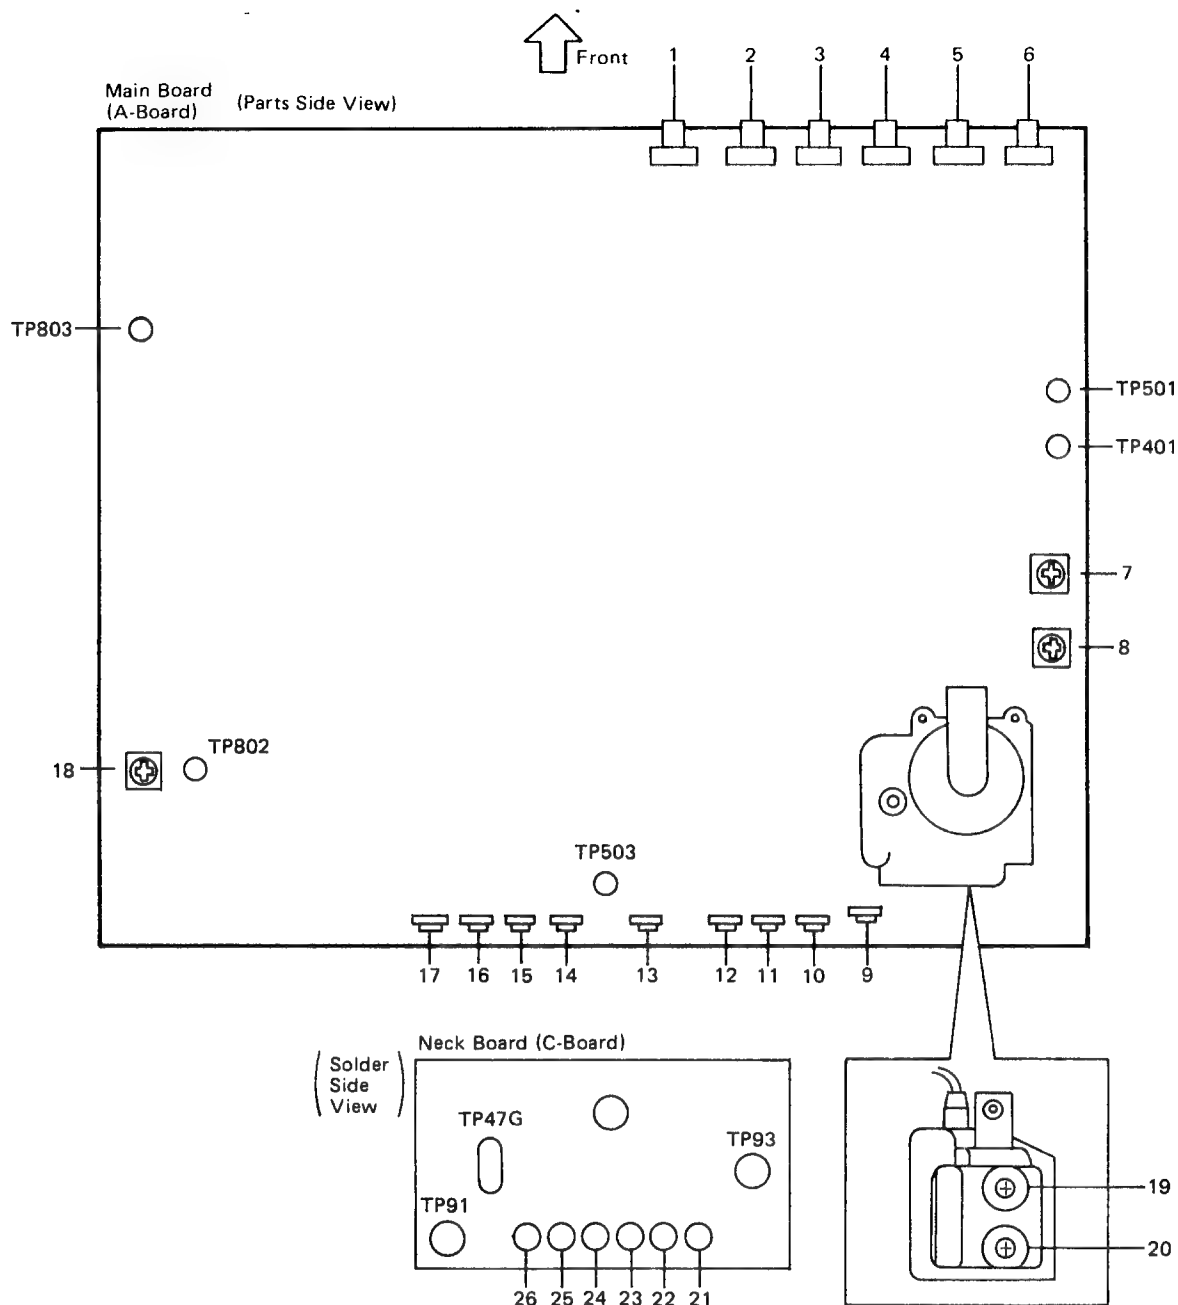 Front
1 2 3 4 5 6
Main Board
(A-Board) (Parts Side View)
TP803
TP501
TP401
7
8
18
TP802
TP503
17 16 15 14 13 12 11 10 9
Neck Board (C-Board)
(Solder
Side
View)
TP47G
TP93
TP91
19
20
26 25 24 23 22 21